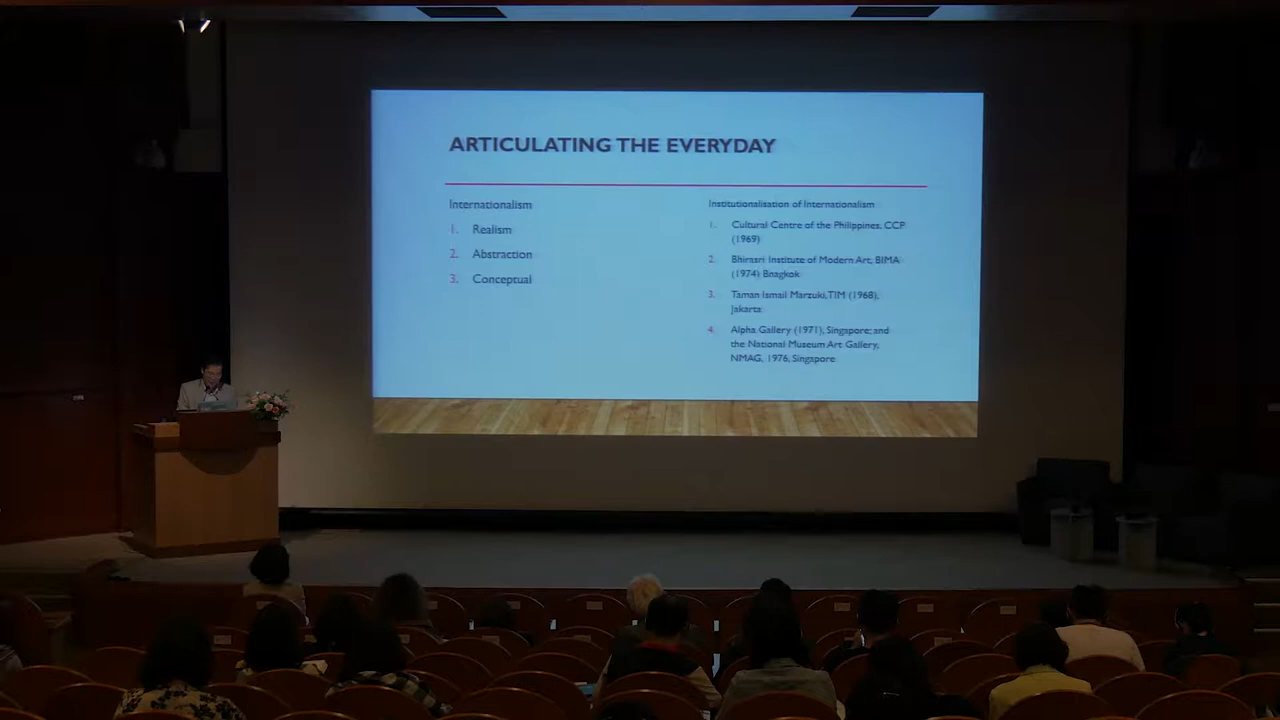 ARTICULATING THE EVERYDAY
Internationalism
1. Realism
2. Abstraction
3. Conceptual
Institutionalisation of Internationalism
1. Cultural Centre of the Philippines, CCP
(1969)
2. Bhirasri Institute of Modern Art, BIMA
(1974) Bnagkok
3. Taman Ismail Marzuki, TIM (1968),
Jakarta
4. Alpha Gallery (1971), Singapore; and
the National Museum Art Gallery,
NMAG, 1976, Singapore